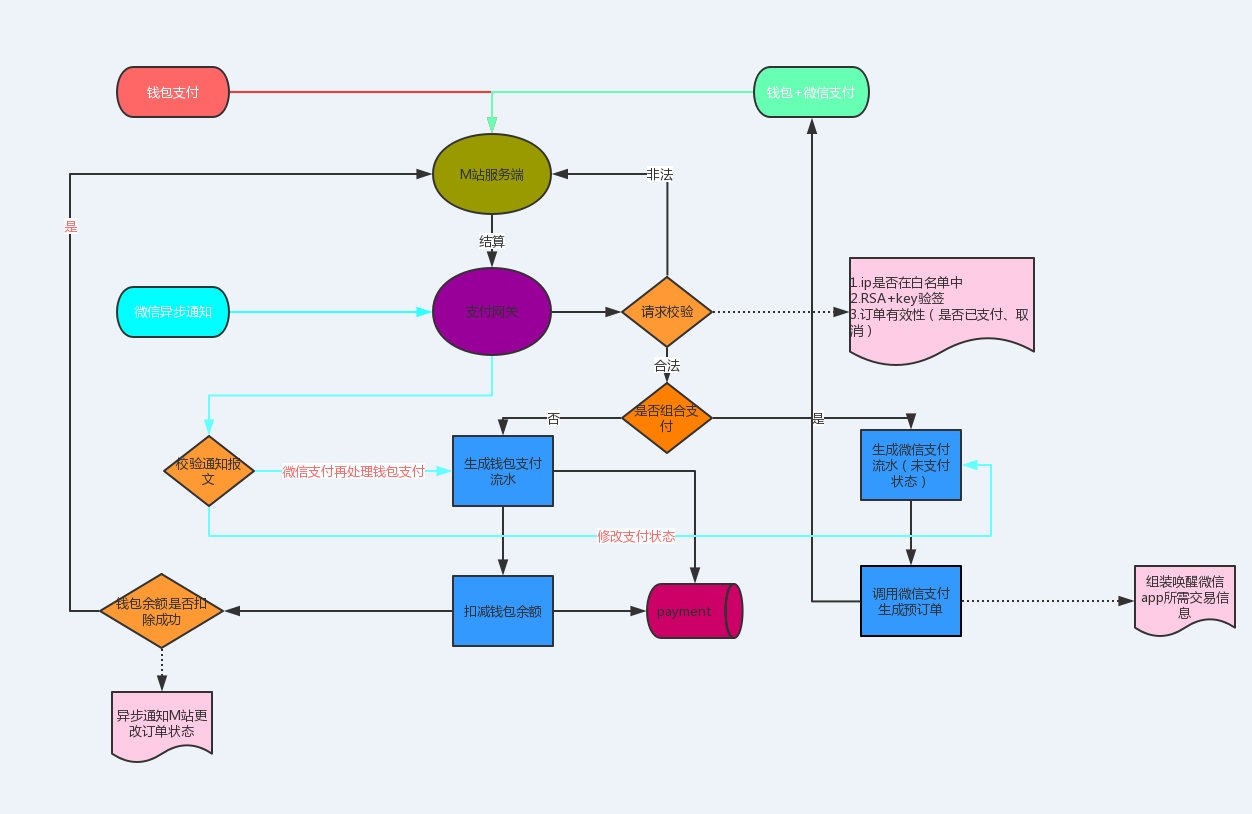 钱包支付
钱包+微信支付
M站服务端
非法
是
结算
1.ip是否在白名单中
2.RSA+key验签
3.订单有效性（是否已支付、取
消）
微信异步通知
支付网关
请求校验
合法
是否组合支
付
否
是
校验通知报
文
微信支付再处理钱包支付
生成钱包支付
流水
生成微信支付
流水（未支付
状态）
修改支付状态
钱包余额是否扣
除成功
扣减钱包余额
payment
调用微信支付
生成预订单
组装唤醒微信
app所需交易信
息
异步通知M站更
改订单状态